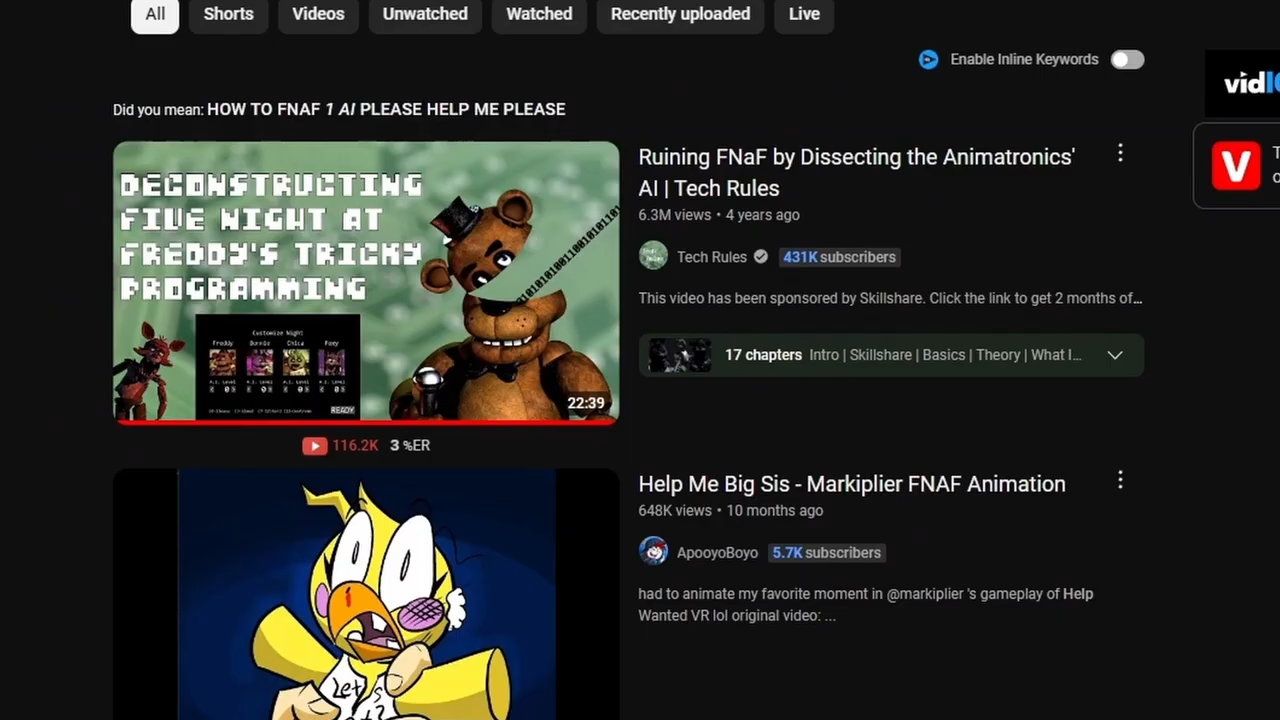 All Shorts Videos Unwatched Watched Recently uploaded Live
Enable Inline Keywords
Did you mean: HOW TO FNAF 1 AI PLEASE HELP ME PLEASE
DECONSTRUCTING
FIVE NIGHT AT
FREDDY'S TRICKY
PROGRAMMING
Customize Night
Freddy Bonnie Chica Foxy
A.I. Level A.I. Level A.I. Level A.I. Level
READY
22:39
116.2K 3 %ER
Ruining FNaF by Dissecting the Animatronics'
AI | Tech Rules
6.3M views • 4 years ago
Tech Rules 431K subscribers
This video has been sponsored by Skillshare. Click the link to get 2 months of...
17 chapters Intro | Skillshare | Basics | Theory | What I...
Help Me Big Sis - Markiplier FNAF Animation
648K views • 10 months ago
ApooyoBoyo 5.7K subscribers
had to animate my favorite moment in @markiplier 's gameplay of Help
Wanted VR lol original video: ...
Let's
vidI
V